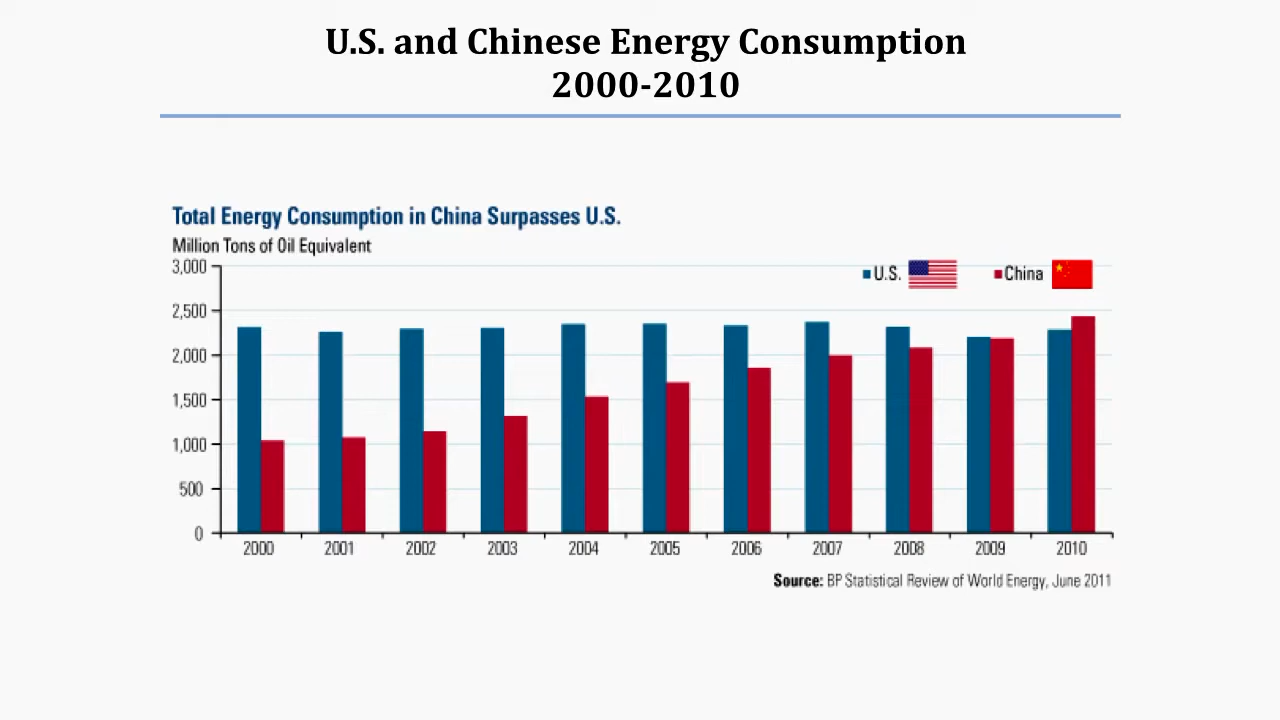 U.S. and Chinese Energy Consumption
2000-2010
Total Energy Consumption in China Surpasses U.S.
Million Tons of Oil Equivalent
3,000
U.S.
China
2,500
2,000
1,500
1,000
500
0
2000 2001 2002 2003 2004 2005 2006 2007 2008 2009 2010
Source: BP Statistical Review of World Energy, June 2011